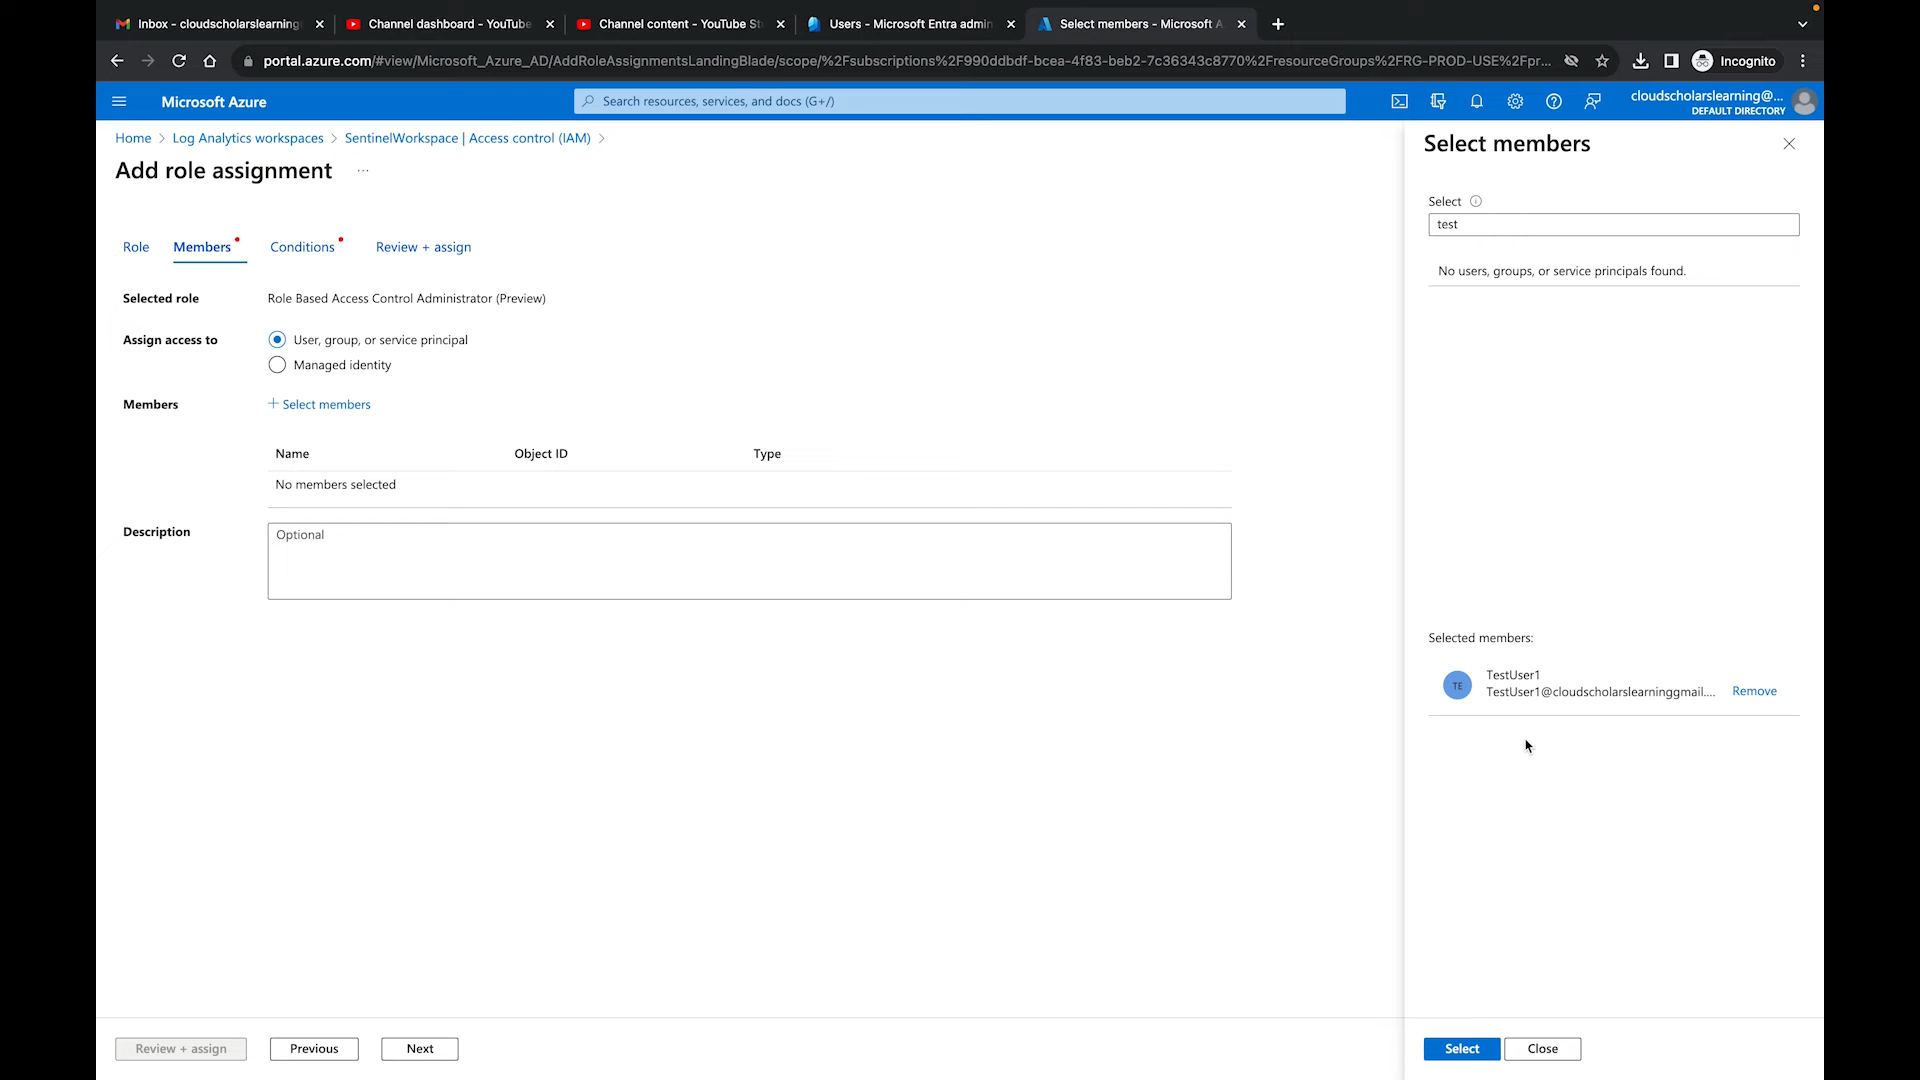 Inbox - cloudscholarslearning
Channel dashboard - YouTube
Channel content - YouTube St
Users - Microsoft Entra admin
Select members - Microsoft A
portal.azure.com/#view/Microsoft_Azure_AD/AddRoleAssignmentsLandingBlade/scope/%2Fsubscriptions%2F990ddbdf-bcea-4f83-beb2-7c36343c8770%2FresourceGroups%2FRG-PROD-USE%2Fpr...
Incognito
Microsoft Azure
Search resources, services, and docs (G+/)
cloudscholarslearning@...
DEFAULT DIRECTORY
Home > Log Analytics workspaces > SentinelWorkspace | Access control (IAM) >
Add role assignment ...
Role Members Conditions Review + assign
Selected role Role Based Access Control Administrator (Preview)
Assign access to User, group, or service principal
Managed identity
Members + Select members
Name Object ID Type
No members selected
Description Optional
Review + assign Previous Next
Select members
Select
test
No users, groups, or service principals found.
Selected members:
TE
TestUser1
TestUser1@cloudscholarslearninggmail....
Remove
Select Close